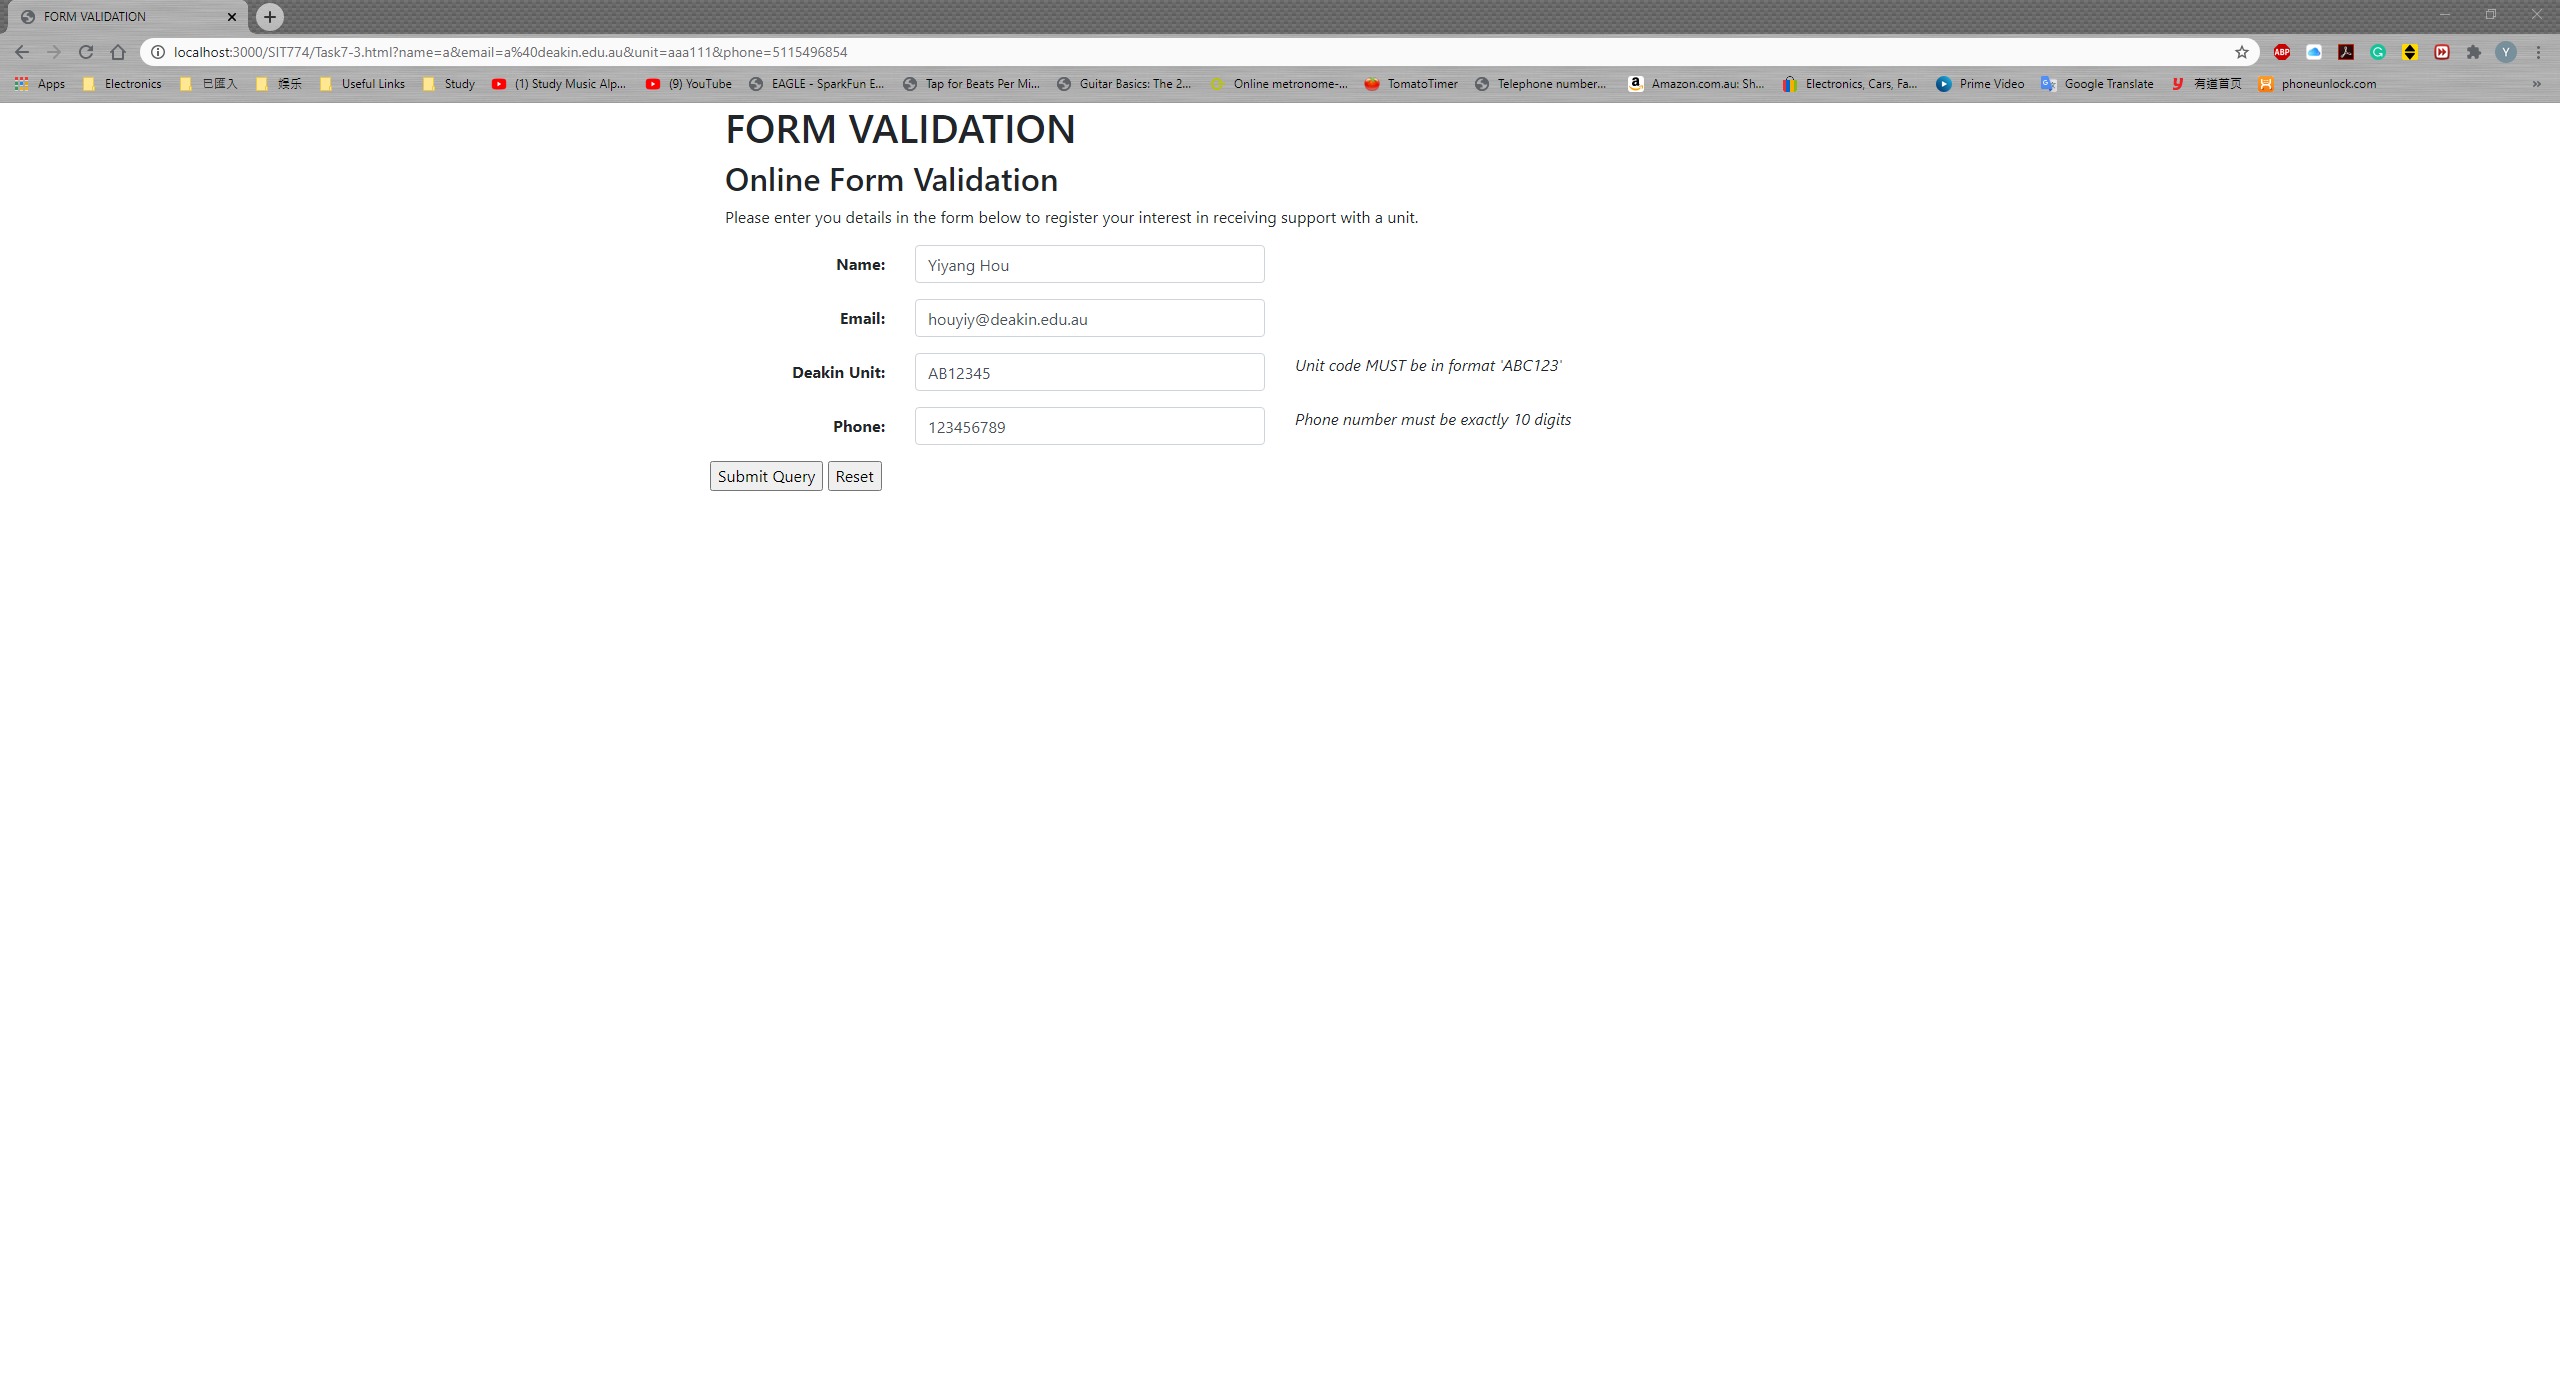 FORM VALIDATION
localhost:3000/SIT774/Task7-3.html?name=a&email=a%40deakin.edu.au&unit=aaa111&phone=5115496854
ABP
Y
Apps Electronics 已匯入 娱乐 Useful Links Study (1) Study Music Alp... (9) YouTube EAGLE - SparkFun E... Tap for Beats Per Mi... Guitar Basics: The 2... Online metronome-... TomatoTimer Telephone number... Amazon.com.au: Sh... Electronics, Cars, Fa... Prime Video Google Translate 有道首页 phoneunlock.com »
FORM VALIDATION
Online Form Validation
Please enter you details in the form below to register your interest in receiving support with a unit.
Name: Yiyang Hou
Email: houyiy@deakin.edu.au
Deakin Unit: AB12345 Unit code MUST be in format 'ABC123'
Phone: 123456789 Phone number must be exactly 10 digits
Submit Query Reset